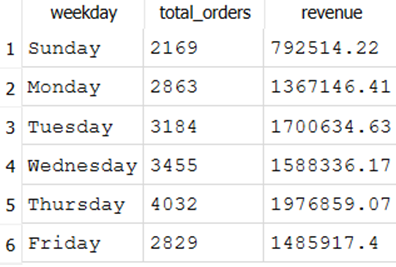 weekday total_orders revenue
1 Sunday 2169 792514.22
2 Monday 2863 1367146.41
3 Tuesday 3184 1700634.63
4 Wednesday 3455 1588336.17
5 Thursday 4032 1976859.07
6 Friday 2829 1485917.4